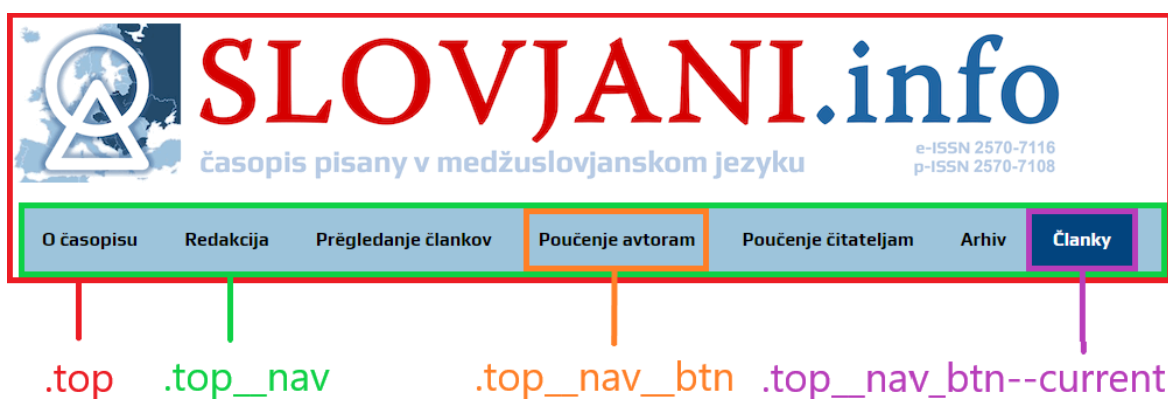 SLOVJANI.info
časopis pisany v medžuslovjanskom jezyku
e-ISSN 2570-7116
p-ISSN 2570-7108
O časopisu Redakcija Prěgledanje člankov Poučenje avtoram Poučenje čitateljam Arhiv Članky
.top .top__nav .top__nav__btn .top__nav_btn--current